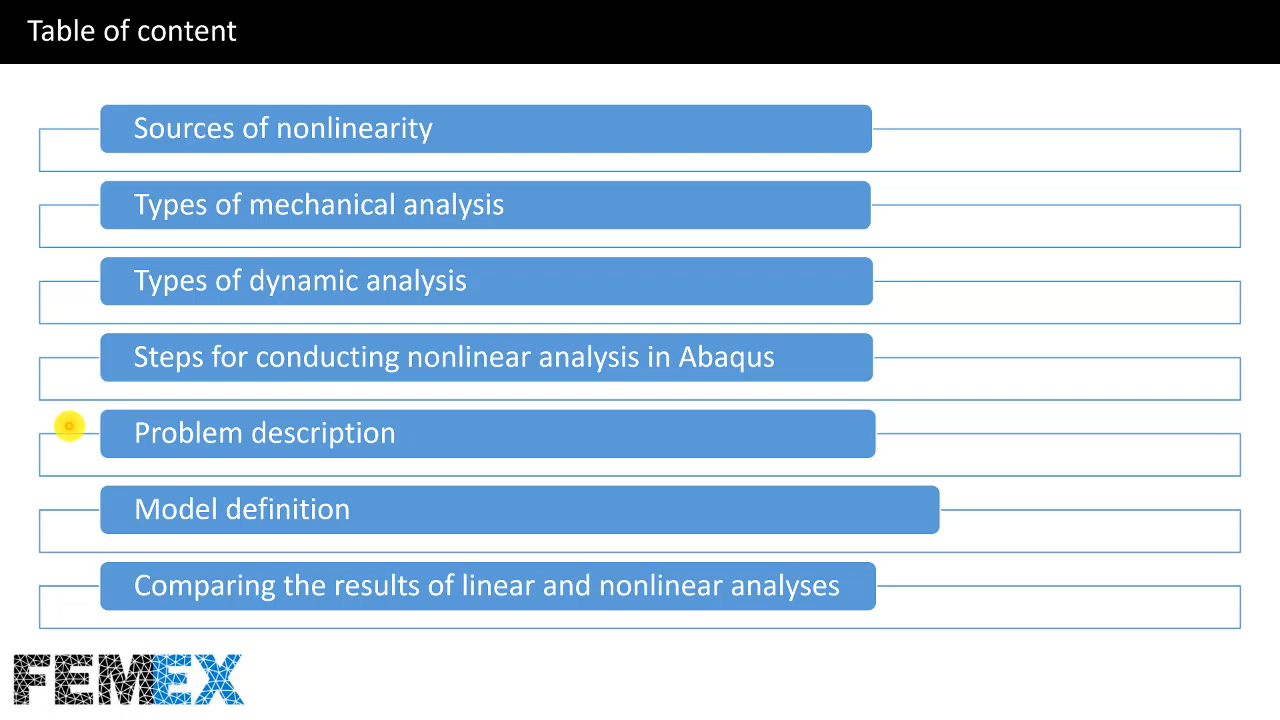 Table of content
Sources of nonlinearity
Types of mechanical analysis
Types of dynamic analysis
Steps for conducting nonlinear analysis in Abaqus
Problem description
Model definition
Comparing the results of linear and nonlinear analyses
FEMEX